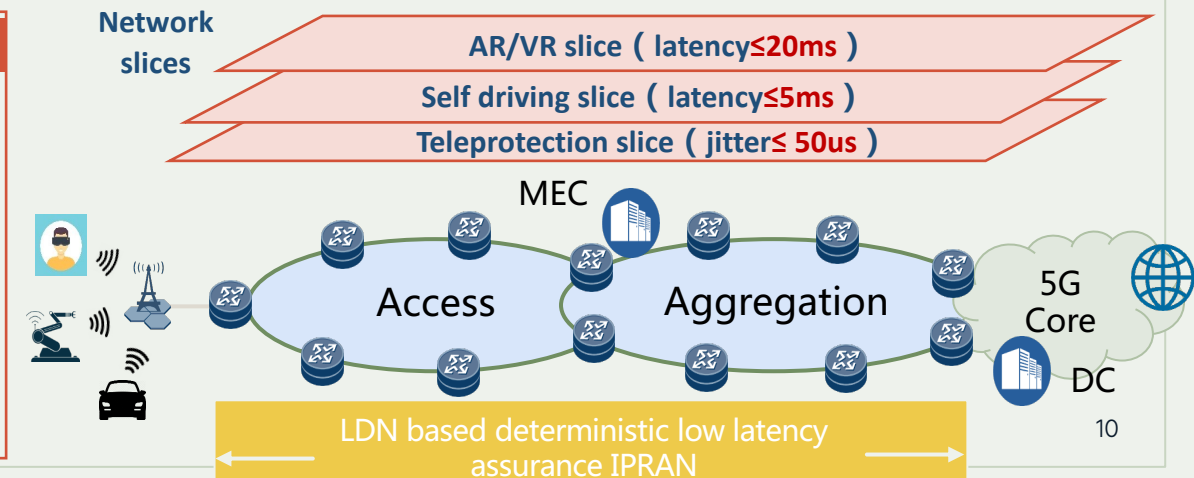 Network
slices
AR/VR slice ( latency≤20ms )
Self driving slice ( latency≤5ms )
Teleprotection slice ( jitter≤ 50us )
MEC
Access
Aggregation
5G
Core
DC
LDN based deterministic low latency
assurance IPRAN
10